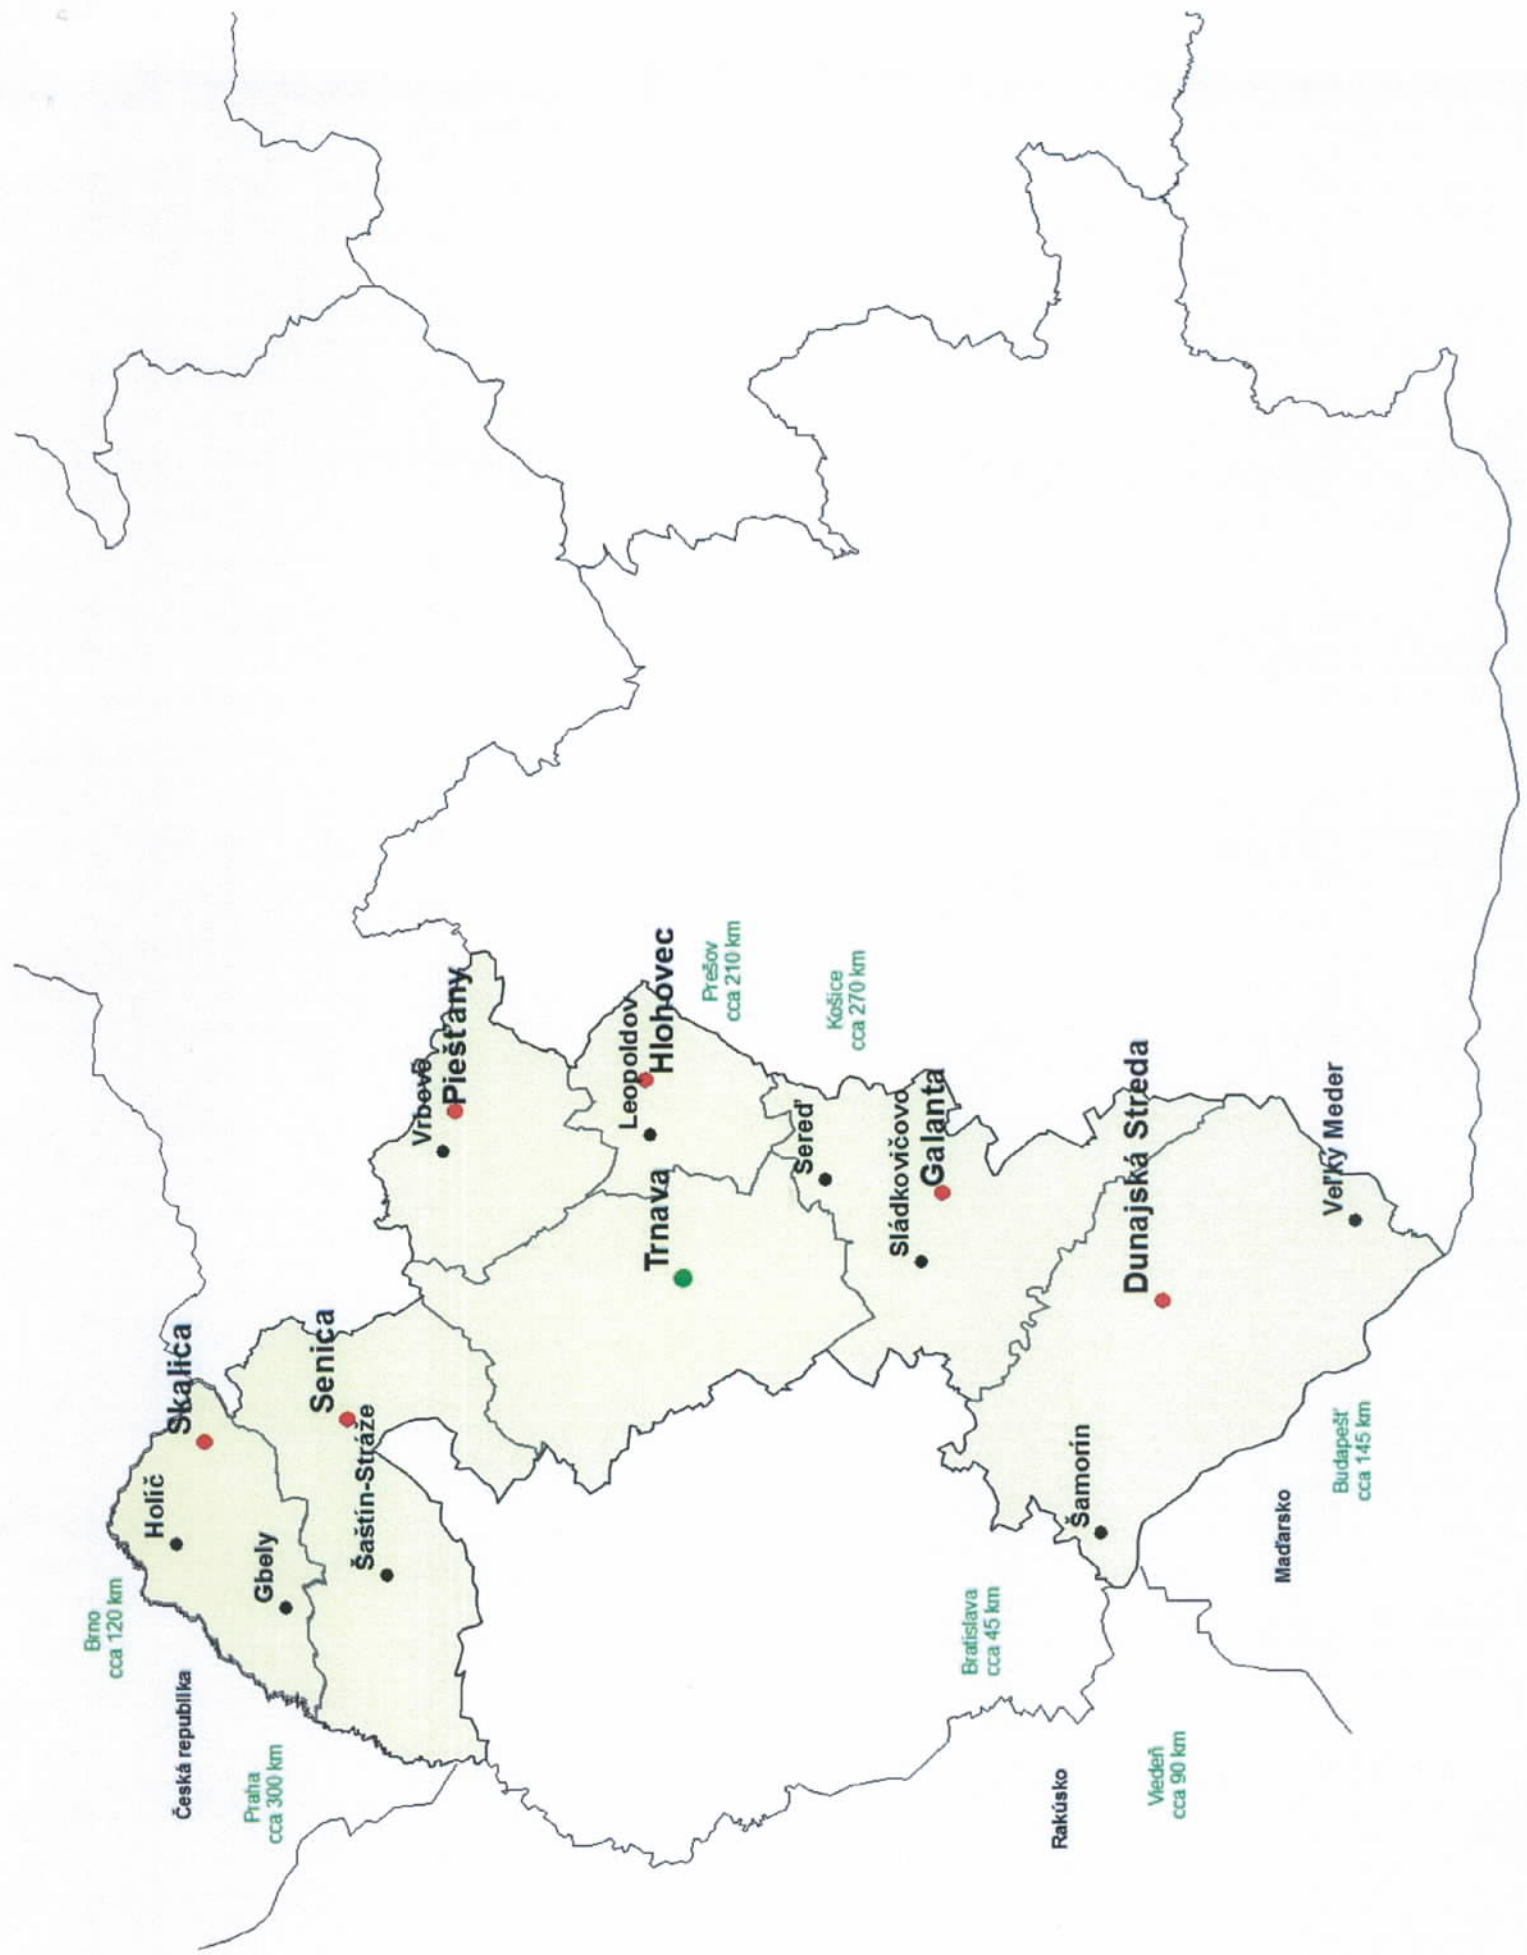 Brno
cca 120 km
Česká republika
Praha
cca 300 km
Holíč
Skalica
Gbely
Senica
Šaštín-Stráže
Vrbové
Piešťany
Leopoldov
Hlohovec
Prešov
cca 210 km
Trnava
Košice
cca 270 km
Sereď
Sládkovičovo
Galanta
Bratislava
cca 45 km
Rakúsko
Viedeň
cca 90 km
Šamorín
Dunajská Streda
Veľký Meder
Maďarsko
Budapešť
cca 145 km